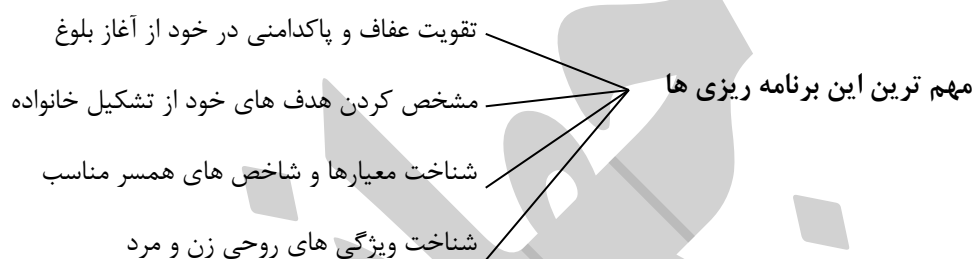 مهم ترین این برنامه ریزی ها
تقویت عفاف و پاکدامنی در خود از آغاز بلوغ
مشخص کردن هدف های خود از تشکیل خانواده
شناخت معیارها و شاخص های همسر مناسب
شناخت ویژگی های روحی زن و مرد